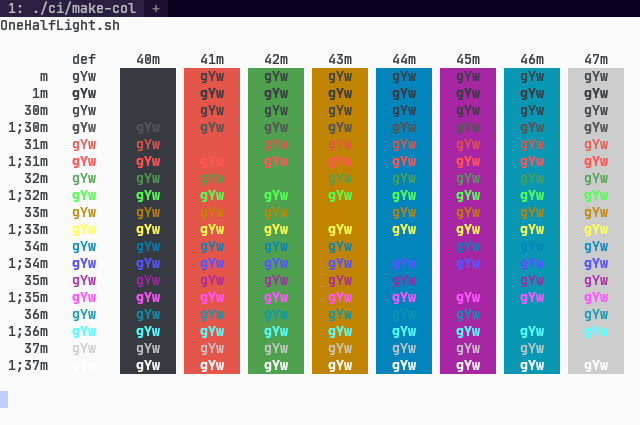 1: ./ci/make-col +
OneHalfLight.sh
def 40m 41m 42m 43m 44m 45m 46m 47m
m gYw gYw gYw gYw gYw gYw gYw gYw
1m gYw gYw gYw gYw gYw gYw gYw gYw
30m gYw gYw gYw gYw gYw gYw gYw gYw
1;30m gYw gYw gYw gYw gYw gYw gYw gYw gYw
31m gYw gYw gYw gYw gYw gYw gYw gYw
1;31m gYw gYw gYw gYw gYw gYw gYw gYw gYw
32m gYw gYw gYw gYw gYw gYw gYw gYw
1;32m gYw gYw gYw gYw gYw gYw gYw gYw gYw
33m gYw gYw gYw gYw gYw gYw gYw gYw
1;33m gYw gYw gYw gYw gYw gYw gYw gYw gYw
34m gYw gYw gYw gYw gYw gYw gYw gYw
1;34m gYw gYw gYw gYw gYw gYw gYw gYw gYw
35m gYw gYw gYw gYw gYw gYw gYw gYw
1;35m gYw gYw gYw gYw gYw gYw gYw gYw gYw
36m gYw gYw gYw gYw gYw gYw gYw gYw
1;36m gYw gYw gYw gYw gYw gYw gYw gYw gYw
37m gYw gYw gYw gYw gYw gYw gYw gYw
1;37m gYw gYw gYw gYw gYw gYw gYw gYw